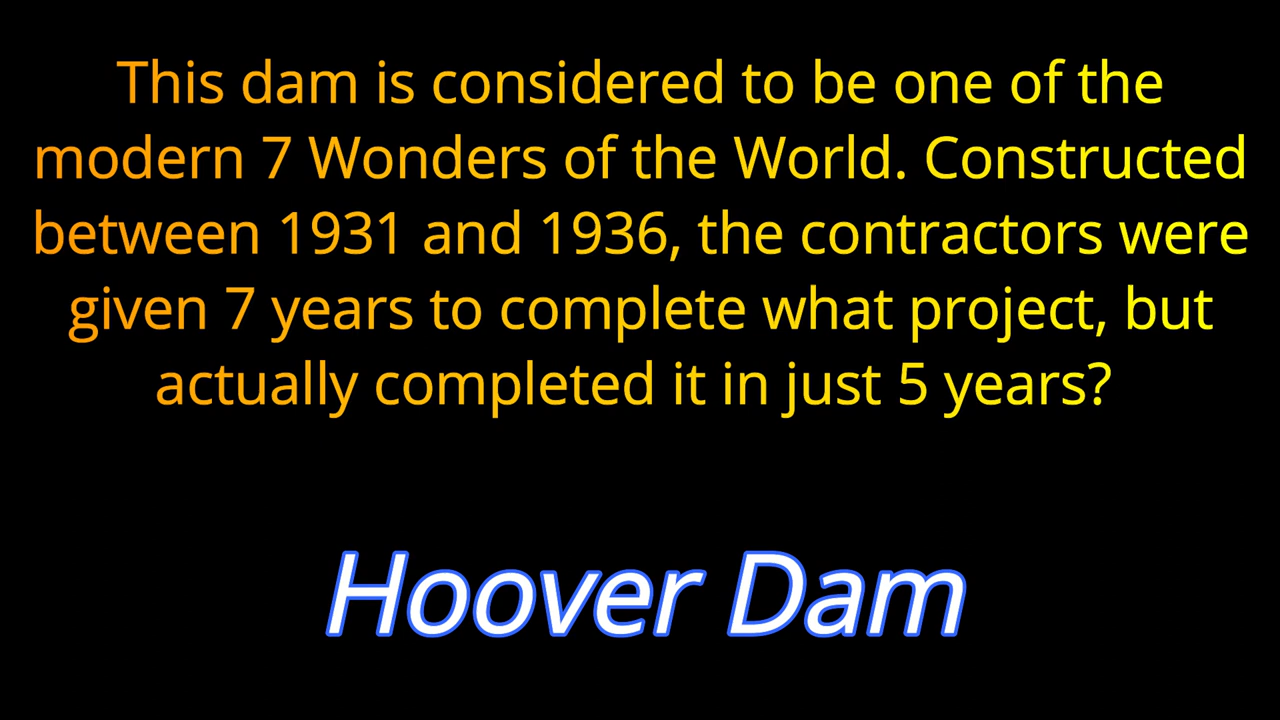 This dam is considered to be one of the
modern 7 Wonders of the World. Constructed
between 1931 and 1936, the contractors were
given 7 years to complete what project, but
actually completed it in just 5 years?
Hoover Dam